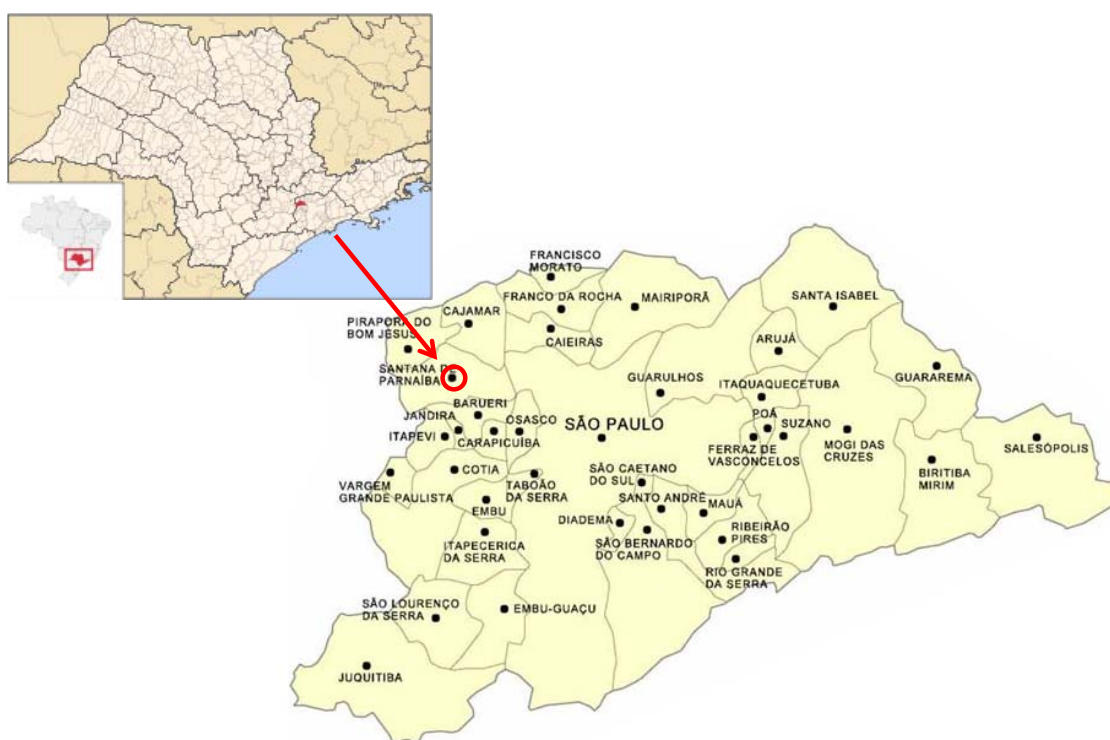 FRANCISCO
MORATO
FRANCO DA ROCHA
MAIRIPORÃ
SANTA ISABEL
CAJAMAR
PIRAPORA DO
BOM JESUS
CAIEIRAS
ARUJÁ
SANTANA DE
PARNAÍBA
GUARULHOS
ITAQUAQUECETUBA
GUARAREMA
BARUERI
JANDIRA
OSASCO
SÃO PAULO
POÁ
SUZANO
ITAPEVI
CARAPICUÍBA
FERRAZ DE
VASCONCELOS
MOGI DAS
CRUZES
SALESÓPOLIS
COTIA
SÃO CAETANO
DO SUL
BIRITIBA
MIRIM
VARGEM
GRANDE PAULISTA
TABOÃO
DA SERRA
EMBU
SANTO ANDRÉ
MAUÁ
DIADEMA
RIBEIRÃO
PIRES
ITAPECERICA
DA SERRA
SÃO BERNARDO
DO CAMPO
RIO GRANDE
DA SERRA
SÃO LOURENÇO
DA SERRA
EMBU-GUAÇU
JUQUITIBA